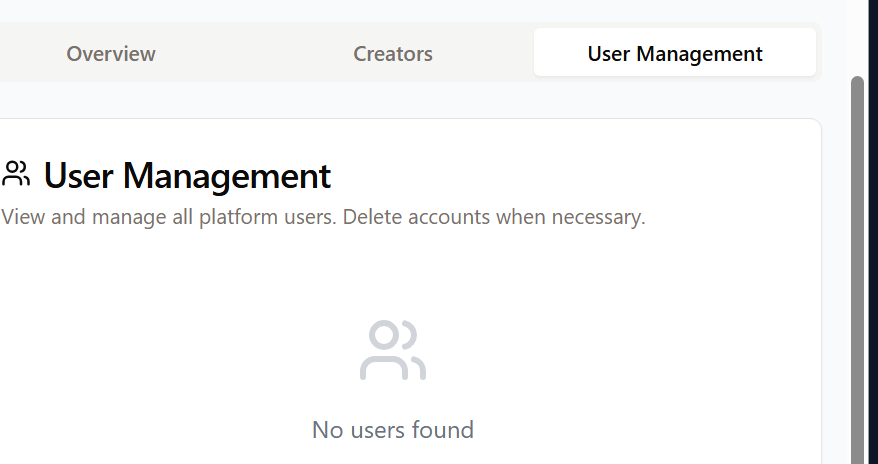 Overview Creators User Management
User Management
View and manage all platform users. Delete accounts when necessary.
No users found